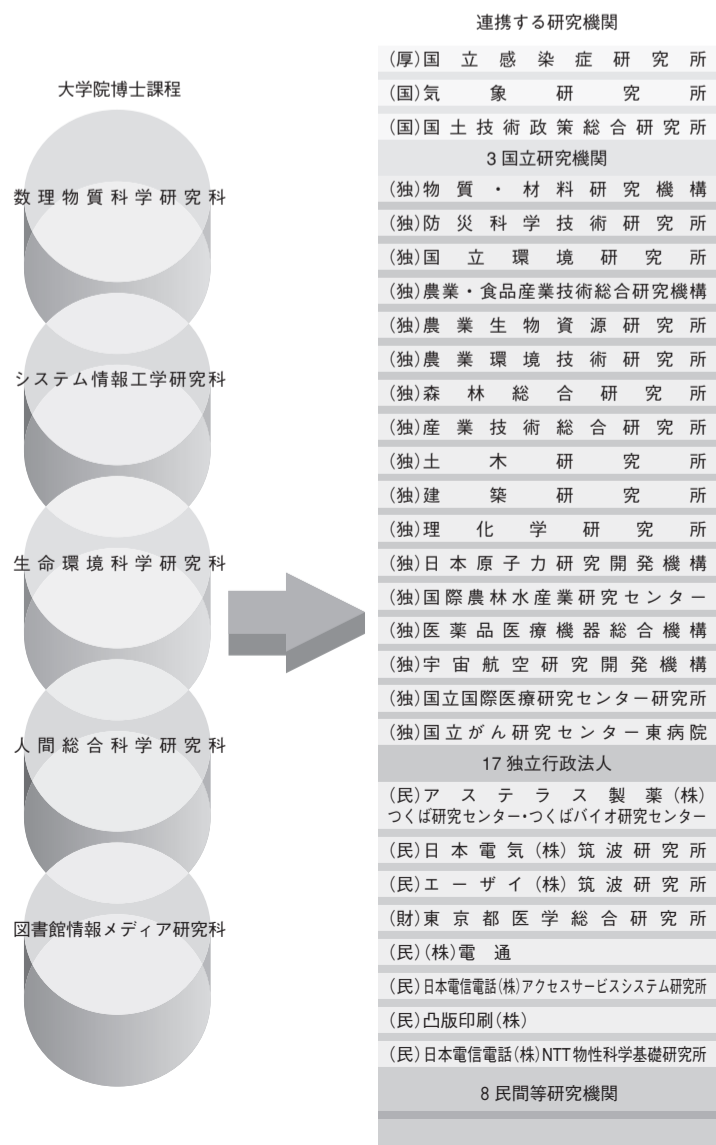 大学院博士課程
数理物質科学研究科
システム情報工学研究科
生命環境科学研究科
人間総合科学研究科
図書館情報メディア研究科
連携する研究機関
(厚)国立感染症研究所
(国)気象研究所
(国)国土技術政策総合研究所
3 国立研究機関
(独)物質・材料研究機構
(独)防災科学技術研究所
(独)国立環境研究所
(独)農業・食品産業技術総合研究機構
(独)農業生物資源研究所
(独)農業環境技術研究所
(独)森林総合研究所
(独)産業技術総合研究所
(独)土木研究所
(独)建築研究所
(独)理化学研究所
(独)日本原子力研究開発機構
(独)国際農林水産業研究センター
(独)医薬品医療機器総合機構
(独)宇宙航空研究開発機構
(独)国立国際医療研究センター研究所
(独)国立がん研究センター東病院
17 独立行政法人
(民)アステラス製薬(株)
つくば研究センター・つくばバイオ研究センター
(民)日本電気(株)筑波研究所
(民)エーザイ(株)筑波研究所
(財)東京都医学総合研究所
(民)(株)電通
(民)日本電信電話(株)アクセスサービスシステム研究所
(民)凸版印刷(株)
(民)日本電信電話(株)NTT物性科学基礎研究所
8 民間等研究機関